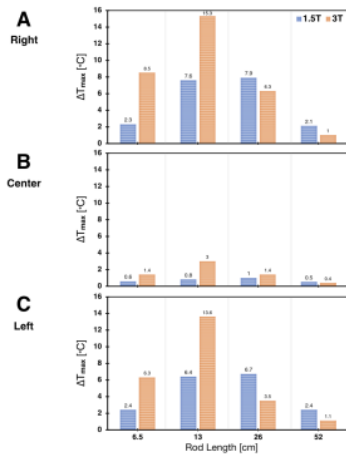 A
Right
ΔTmax [°C]
16
14
12
10
8
6
4
2
0
1.5T 3T
2.3 8.5 7.6 15.3 7.9 6.3 2.1 1
B
Center
ΔTmax [°C]
16
14
12
10
8
6
4
2
0
1.4 3 1 1.4 0.5 0.4
C
Left
ΔTmax [°C]
16
14
12
10
8
6
4
2
0
2.4 6.3 6.4 13.6 6.7 3.5 2.4 1.1
6.5 13 26 52
Rod Length [cm]